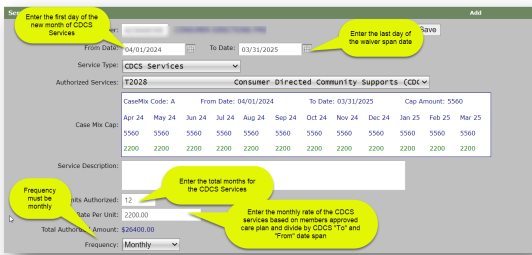 Add
Enter the first day of the
new month of CDCS
Services
Save
Enter the last day of
the waiver span date
From Date: 04/01/2024 To Date: 03/31/2025
Service Type: CDCS Services
Authorized Services: T2028 Consumer Directed Community Supports (CDC
CaseMix Code: A From Date: 04/01/2024 To Date: 03/31/2025 Cap Amount: 5560
Apr 24 May 24 Jun 24 Jul 24 Aug 24 Sep 24 Oct 24 Nov 24 Dec 24 Jan 25 Feb 25 Mar 25
Case Mix Cap: 5560 5560 5560 5560 5560 5560 5560 5560 5560 5560 5560 5560
2200 2200 2200 2200 2200 2200 2200 2200 2200 2200 2200 2200
Service Description:
Enter the total months for
the CDCS Services
Frequency
must be
monthly
nits Authorized: 12
Rate Per Unit: 2200.00
Enter the monthly rate of the CDCS
services based on members approved
care plan and divide by CDCS "To" and
"From" date span
Total Authorized Amount: $26400.00
Frequency: Monthly